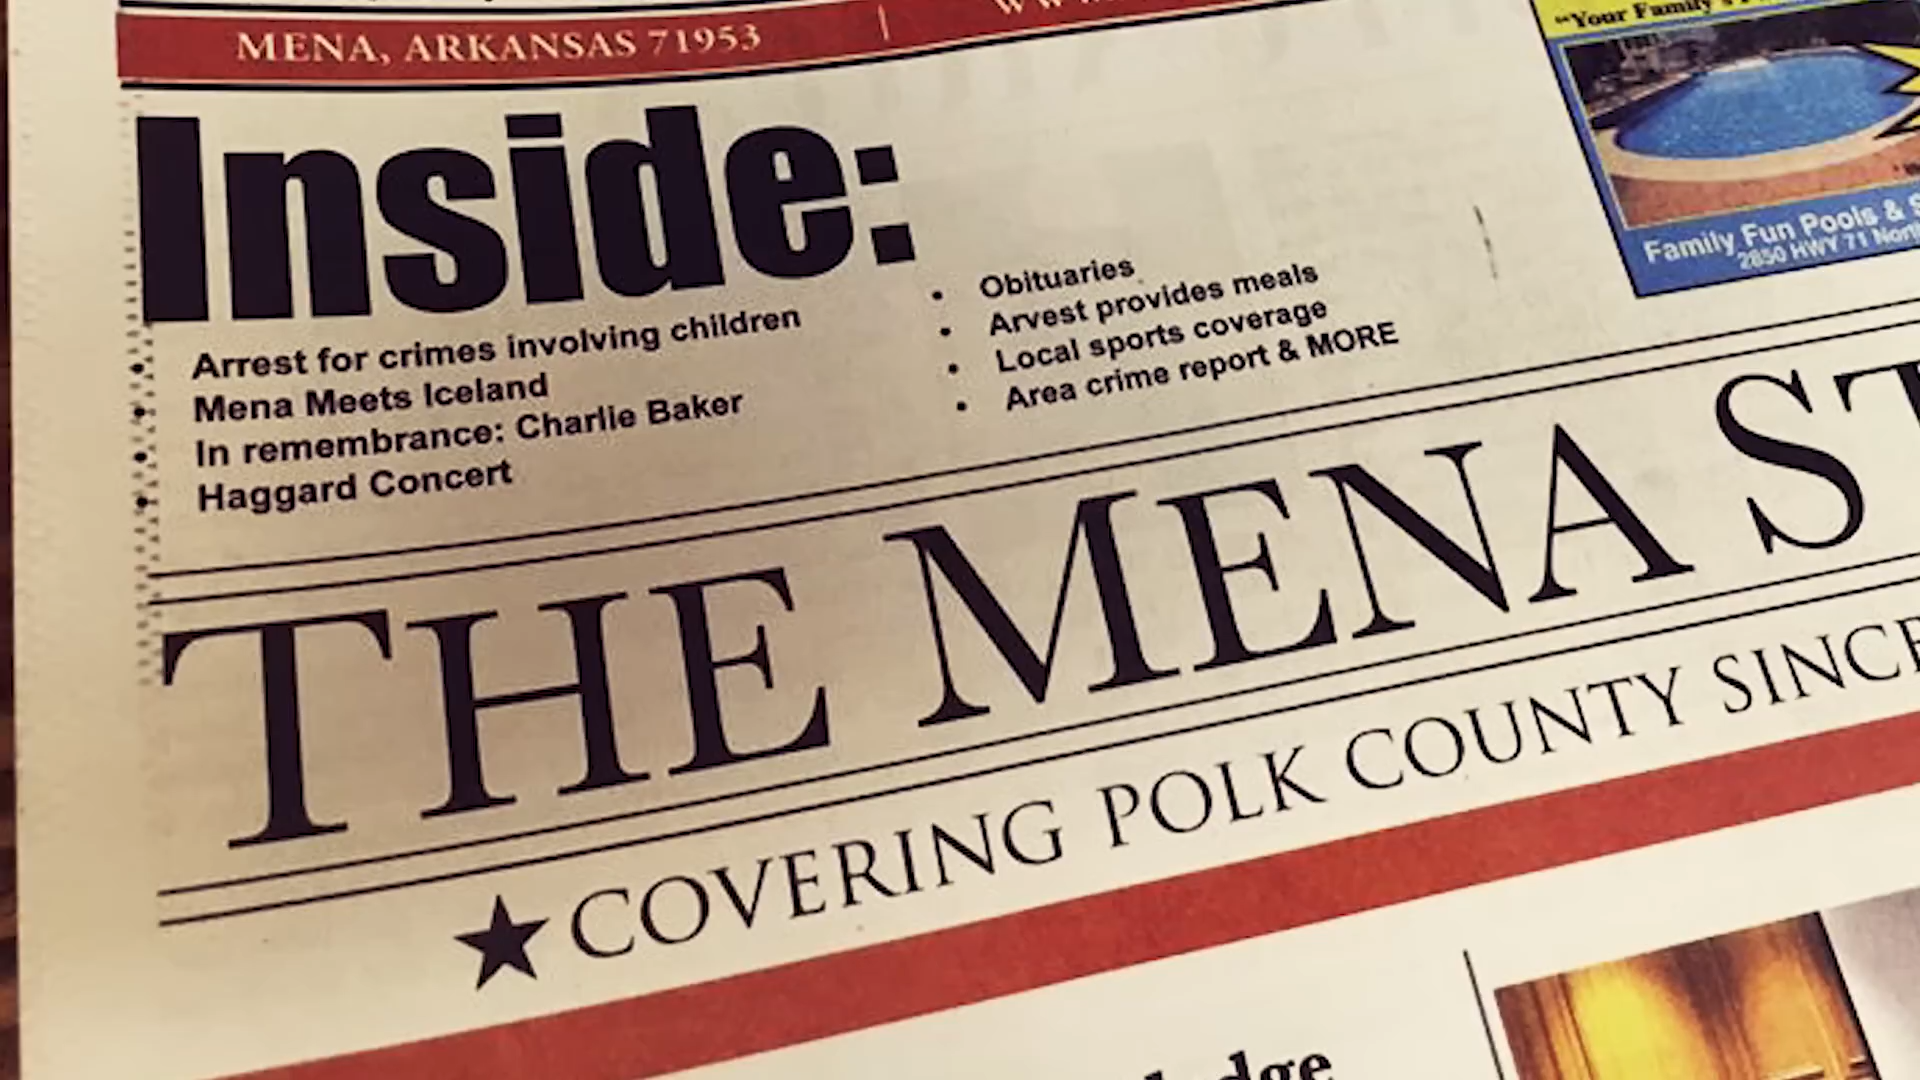 MENA, ARKANSAS 71953
"Your Family's
Inside:
Arrest for crimes involving children
Mena Meets Iceland
In remembrance: Charlie Baker
Haggard Concert
• Obituaries
• Arvest provides meals
• Local sports coverage
• Area crime report & MORE
Family Fun Pools & S
2850 HWY 71 Nort
THE MENA ST
★ COVERING POLK COUNTY SINCE
dge